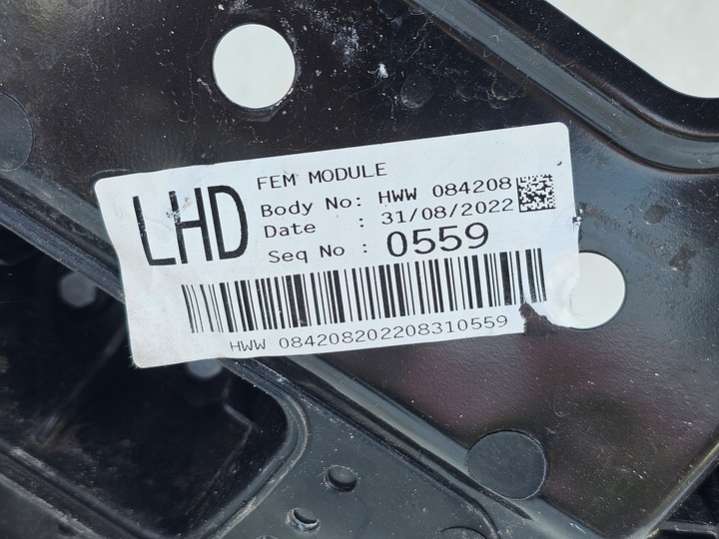 LHD
FEM MODULE
Body No: HWW 084208
Date : 31/08/2022
Seq No : 0559
HWW 084208202208310559